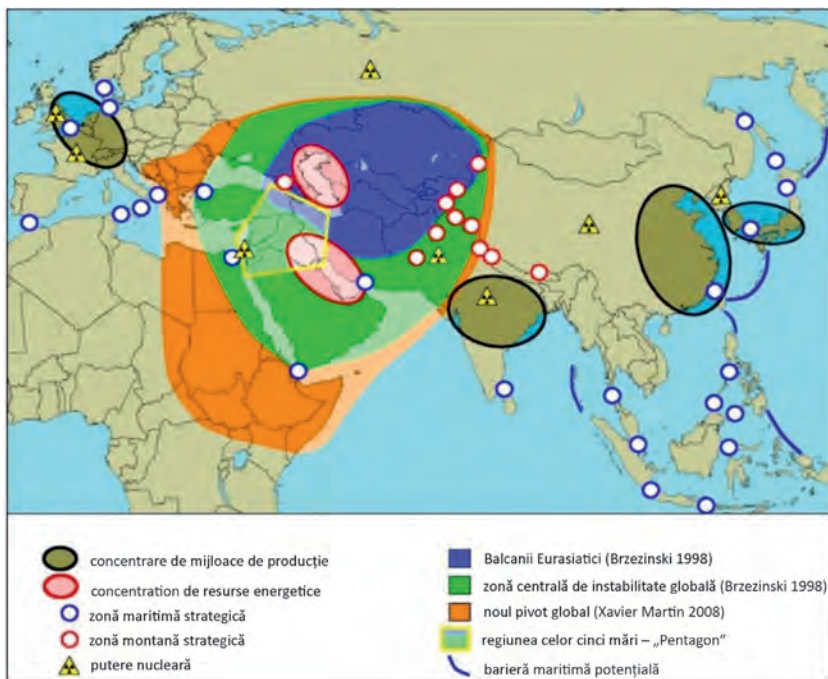 concentrare de mijloace de producție
concentration de resurse energetice
zonă maritimă strategică
zonă montană strategică
putere nucleară
Balcanii Eurasiatici (Brzezinski 1998)
zonă centrală de instabilitate globală (Brzezinski 1998)
noul pivot global (Xavier Martin 2008)
regiunea celor cinci mări – „Pentagon”
barieră maritimă potențială